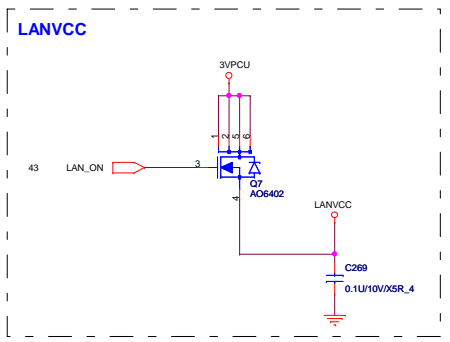 LANVCC
3VPCU
1
2
5
6
43
LAN_ON
3
Q7
AO6402
4
LANVCC
C269
0.1U/10V/X5R_4